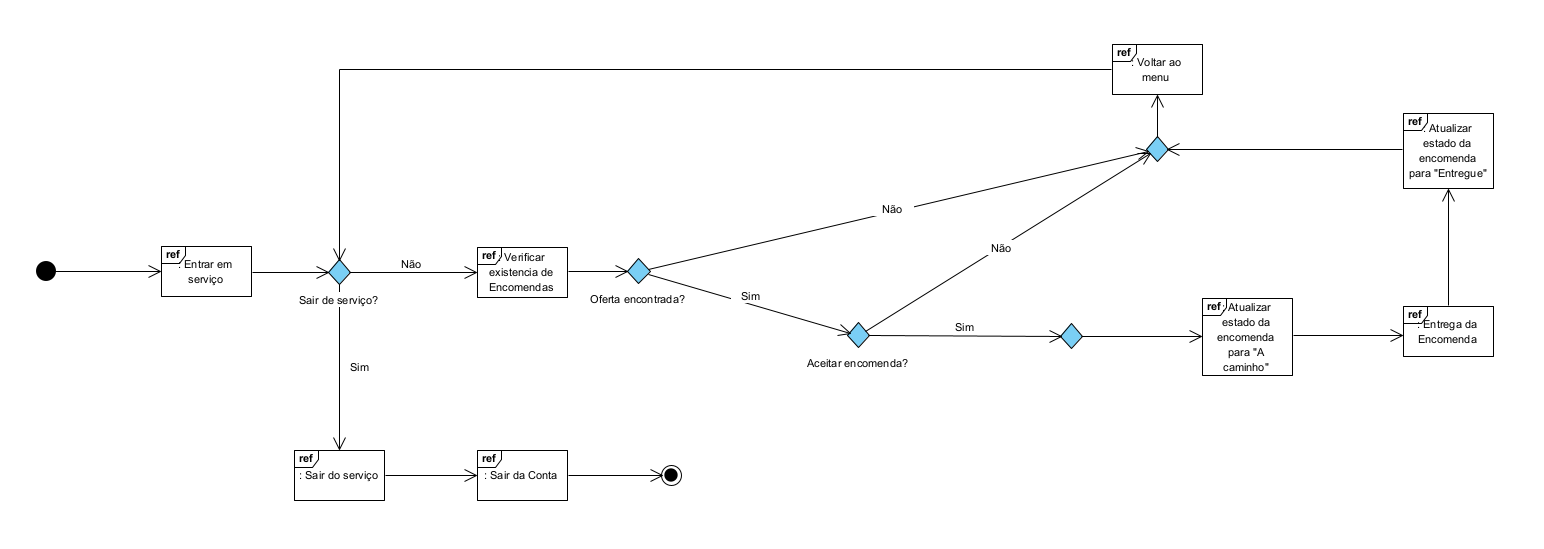 ref
: Voltar ao
menu
ref
: Atualizar
estado da
encomenda
para "Entregue"
Não
Não
ref
: Entrar em
serviço
Sair de serviço?
Não
ref
: Verificar
existencia de
Encomendas
Oferta encontrada?
Sim
Aceitar encomenda?
Sim
ref
: Atualizar
estado da
encomenda
para "A
caminho"
ref
: Entrega da
Encomenda
Sim
ref
: Sair do serviço
ref
: Sair da Conta